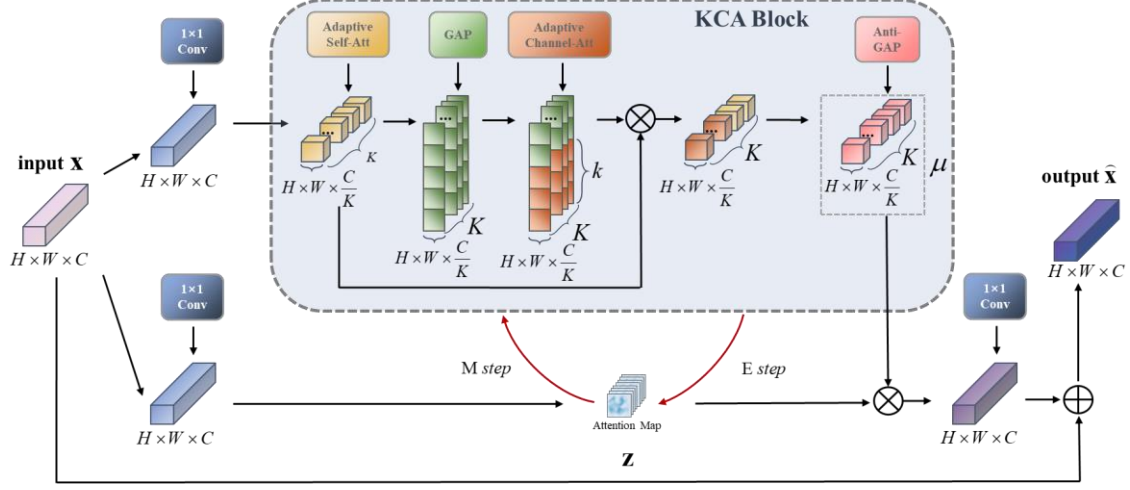 KCA Block
1×1
Conv
Adaptive
Self-Att
GAP
Adaptive
Channel-Att
Anti-
GAP
...
...
...
...
...
K
k
K
K
μ
H×W×C
H×W×C/K
K
K
H×W×C/K
H×W×C/K
input x
output x̂
H×W×C/K
H×W×C/K
H×W×C
H×W×C
1×1
Conv
1×1
Conv
M step
E step
Attention Map
H×W×C
H×W×C
z